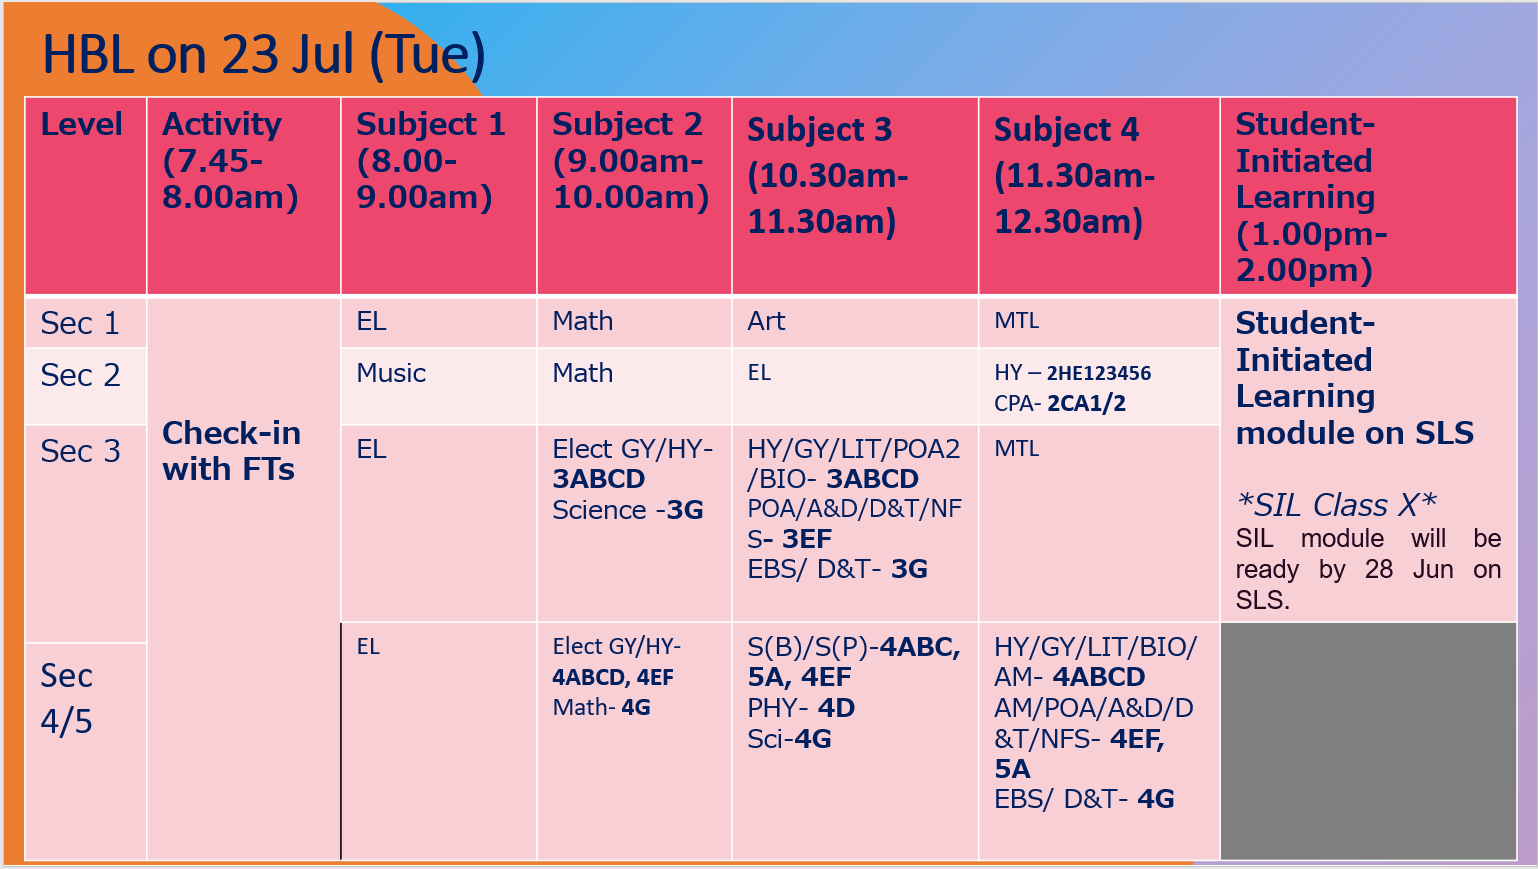 HBL on 23 Jul (Tue)
Level
Activity
(7.45-
8.00am)
Subject 1
(8.00-
9.00am)
Subject 2
(9.00am-
10.00am)
Subject 3
(10.30am-
11.30am)
Subject 4
(11.30am-
12.30am)
Student-
Initiated
Learning
(1.00pm-
2.00pm)
Sec 1
Check-in
with FTs
EL
Math
Art
MTL
Student-
Initiated
Learning
module on SLS
*SIL Class X*
SIL module will be
ready by 28 Jun on
SLS.
Sec 2
Music
Math
EL
HY – 2HE123456
CPA- 2CA1/2
Sec 3
EL
Elect GY/HY-
3ABCD
Science -3G
HY/GY/LIT/POA2
/BIO- 3ABCD
POA/A&D/D&T/NF
S- 3EF
EBS/ D&T- 3G
MTL
Sec
4/5
EL
Elect GY/HY-
4ABCD, 4EF
Math- 4G
S(B)/S(P)-4ABC,
5A, 4EF
PHY- 4D
Sci-4G
HY/GY/LIT/BIO/
AM- 4ABCD
AM/POA/A&D/D
&T/NFS- 4EF,
5A
EBS/ D&T- 4G